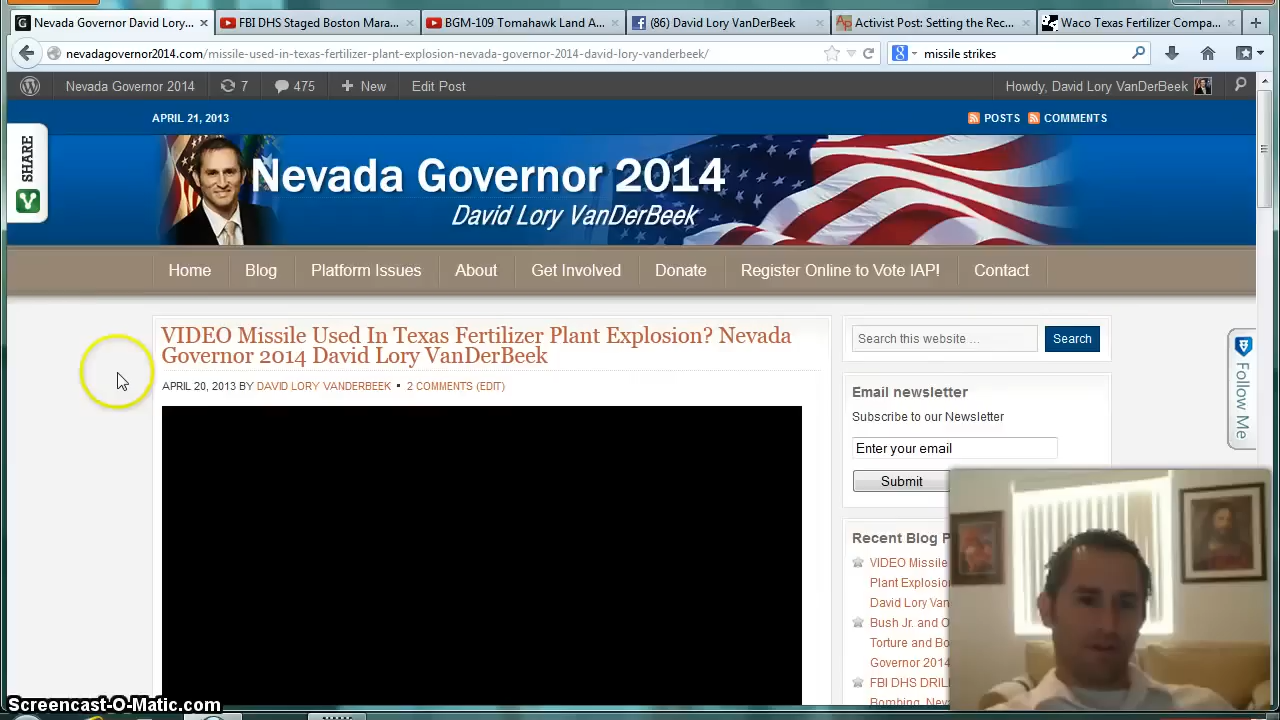 Nevada Governor David Lory...
FBI DHS Staged Boston Mara...
BGM-109 Tomahawk Land A...
(86) David Lory VanDerBeek
Activist Post: Setting the Rec...
Waco Texas Fertilizer Compa...
nevadagovernor2014.com/missile-used-in-texas-fertilizer-plant-explosion-nevada-governor-2014-david-lory-vanderbeek/
missile strikes
Nevada Governor 2014
7
475
New
Edit Post
Howdy, David Lory VanDerBeek
APRIL 21, 2013
POSTS
COMMENTS
SHARE
Nevada Governor 2014
David Lory VanDerBeek
Home
Blog
Platform Issues
About
Get Involved
Donate
Register Online to Vote IAP!
Contact
VIDEO Missile Used In Texas Fertilizer Plant Explosion? Nevada
Governor 2014 David Lory VanDerBeek
APRIL 20, 2013 BY DAVID LORY VANDERBEEK ▪ 2 COMMENTS (EDIT)
Search this website …
Search
Email newsletter
Subscribe to our Newsletter
Enter your email
Submit
Follow Me
Recent Blog P
VIDEO Missile
Plant Explosio
David Lory Van
Bush Jr. and O
Torture and Bo
Governor 2014
FBI DHS DRIL
Bombing, Nev
Screencast-O-Matic.com